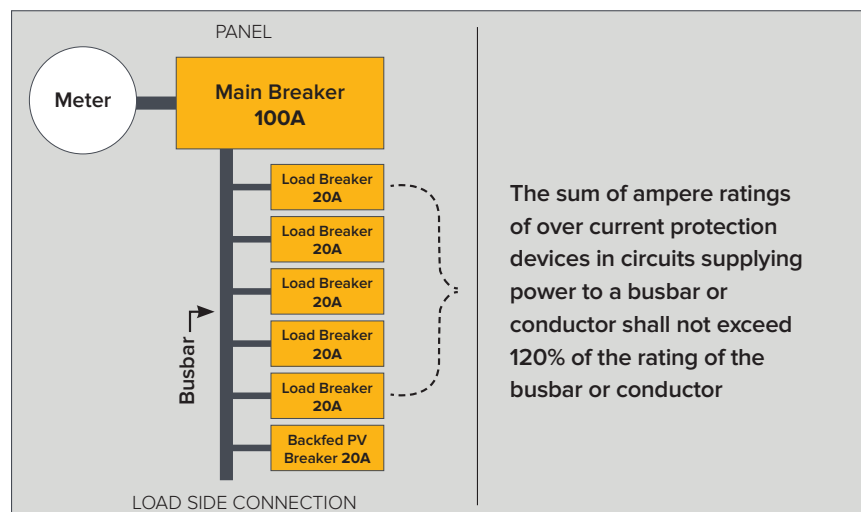 PANEL
Meter
Main Breaker
100A
Load Breaker
20A
Load Breaker
20A
Load Breaker
20A
Load Breaker
20A
Load Breaker
20A
Backfed PV
Breaker 20A
Busbar
LOAD SIDE CONNECTION
The sum of ampere ratings
of over current protection
devices in circuits supplying
power to a busbar or
conductor shall not exceed
120% of the rating of the
busbar or conductor